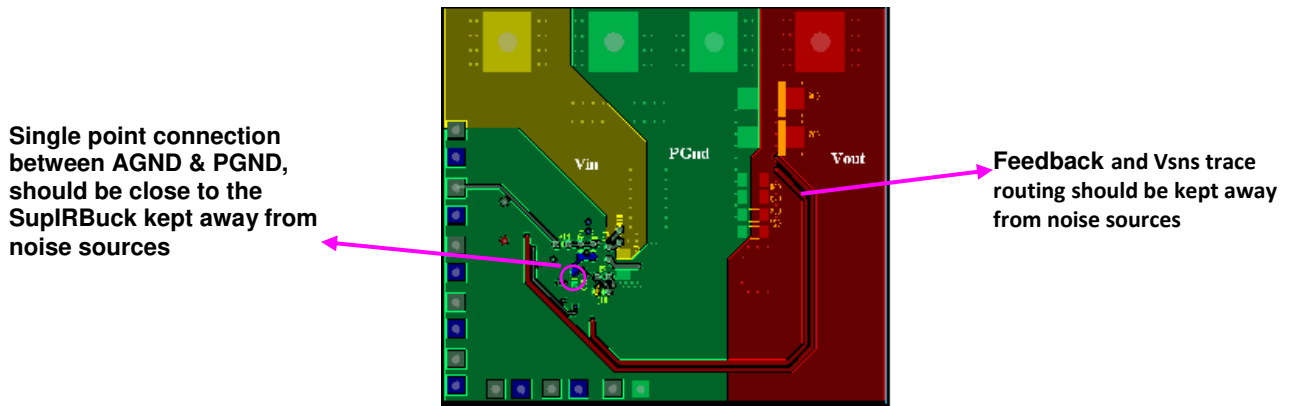 Single point connection
between AGND & PGND,
should be close to the
SupIRBuck kept away from
noise sources
Vin
PGnd
Vout
Feedback and Vsns trace
routing should be kept away
from noise sources